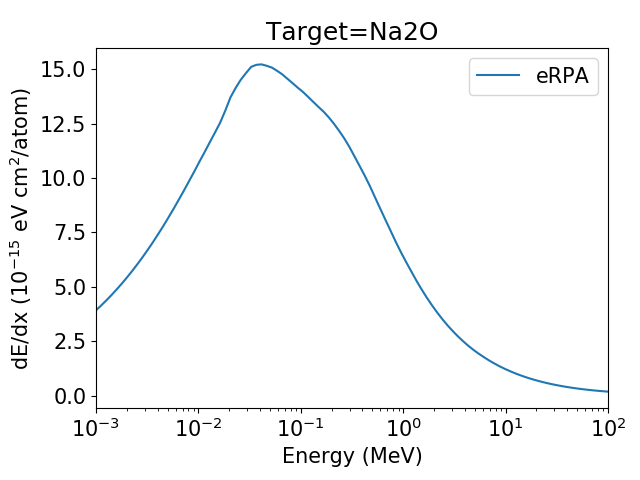 Target=Na2O
eRPA
15.0
12.5
10.0
7.5
5.0
2.5
0.0
dE/dx (10⁻¹⁵ eV cm²/atom)
10⁻³ 10⁻² 10⁻¹ 10⁰ 10¹ 10²
Energy (MeV)